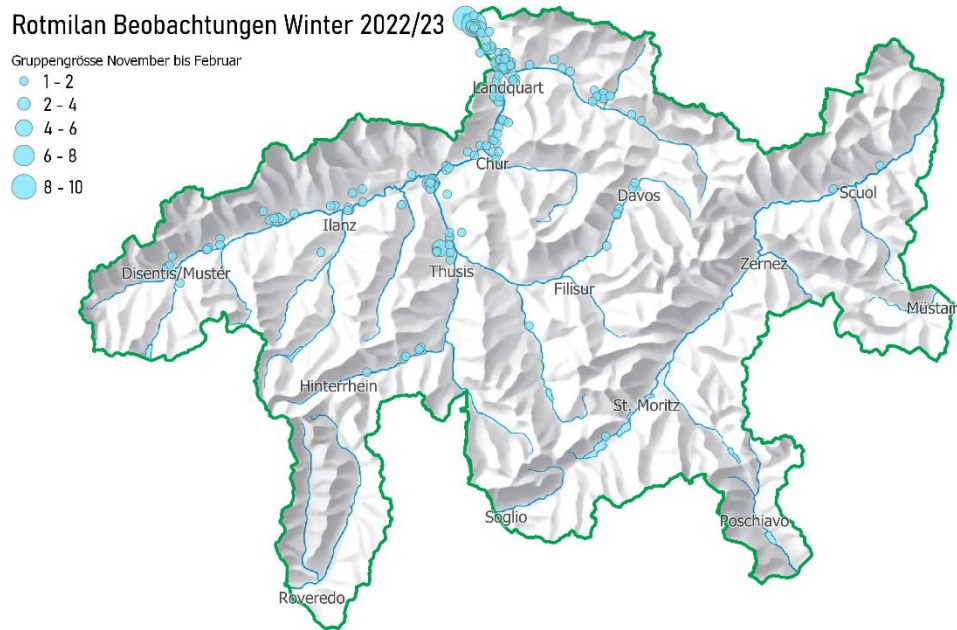 Rotmilan Beobachtungen Winter 2022/23
Gruppengrösse November bis Februar
1 - 2
2 - 4
4 - 6
6 - 8
8 - 10
Landquart
Chur
Davos
Scuol
Ilanz
Disentis/Muster
Thusis
Zernez
Filisur
Müstair
Hinterrhein
St. Moritz
Soglio
Poschiavo
Roveredo